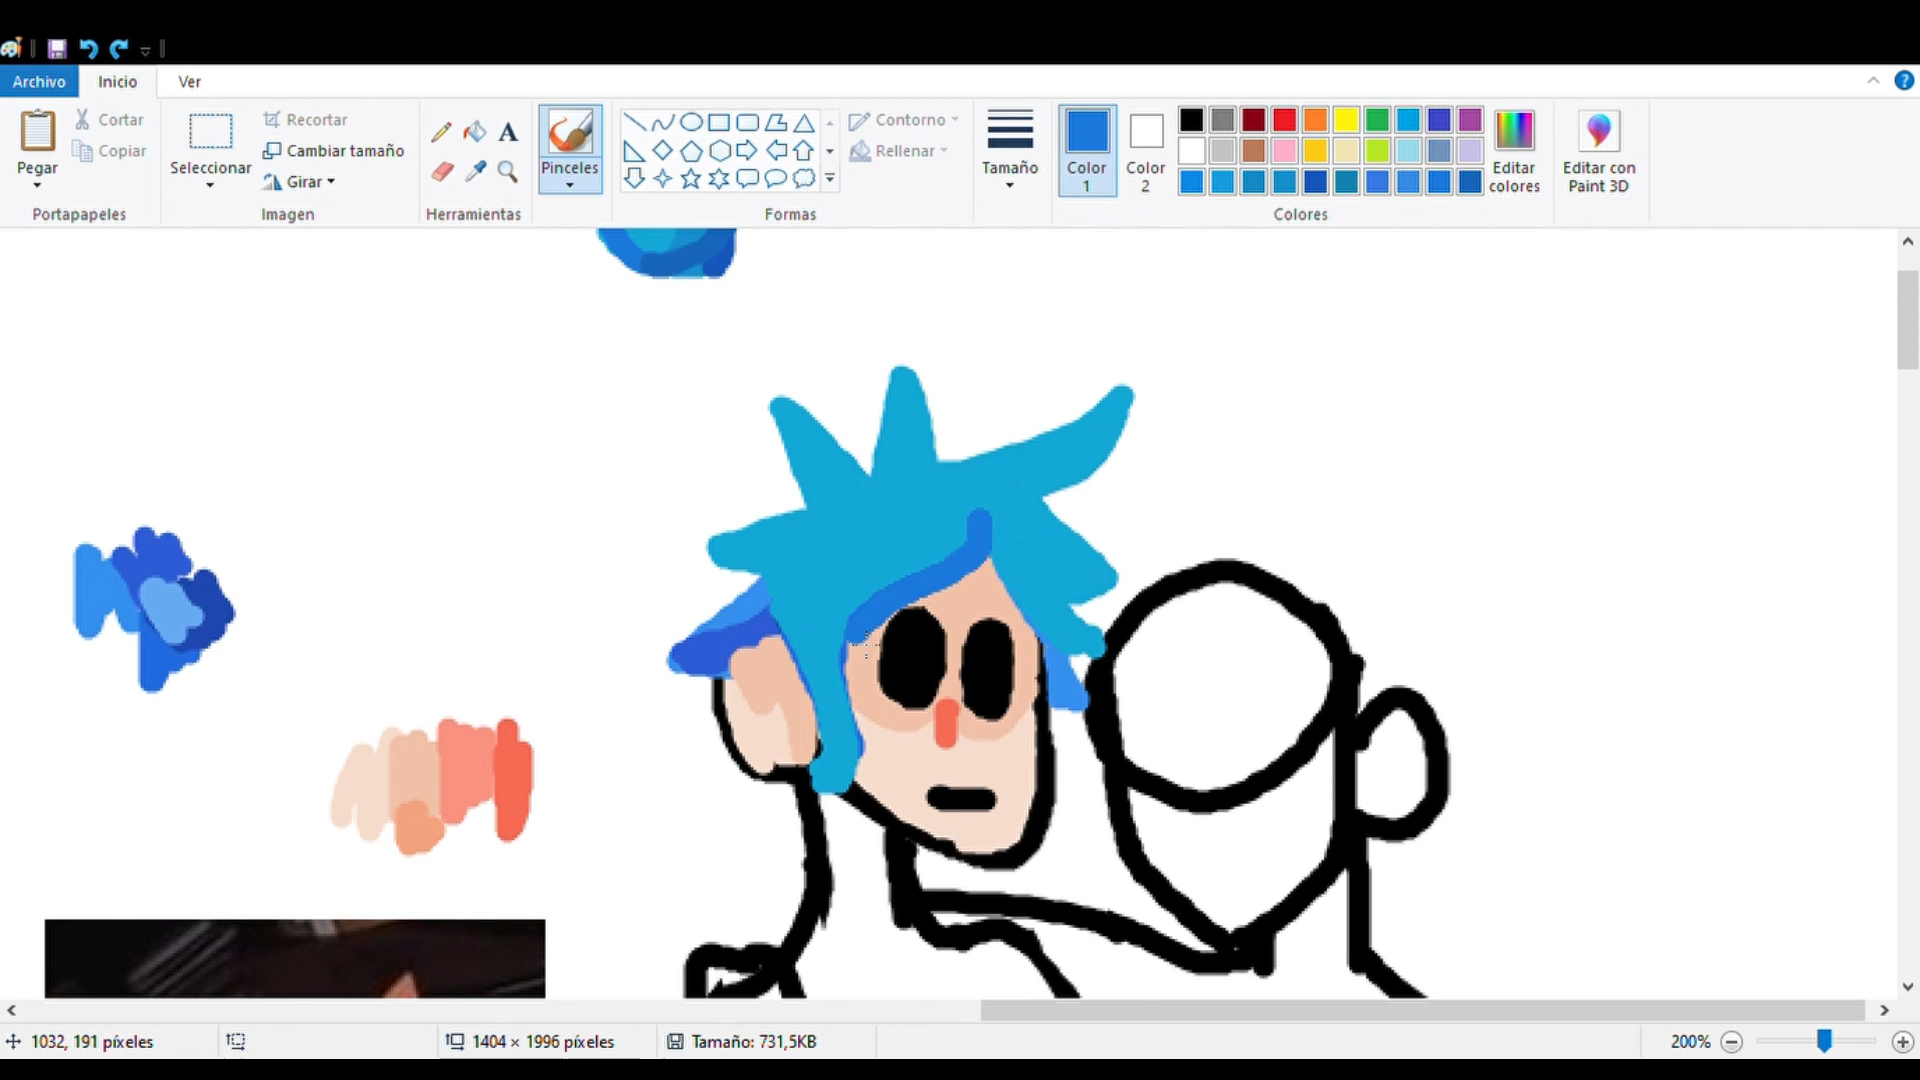 Archivo Inicio Ver
Pegar
Cortar
Copiar
Portapapeles
Seleccionar
Recortar
Cambiar tamaño
Girar
Imagen
A
Herramientas
Pinceles
Formas
Contorno
Rellenar
Tamaño
Color
1
Color
2
Editar
colores
Colores
Editar con
Paint 3D
?
1032, 191 píxeles
1404 × 1996 píxeles
Tamaño: 731,5KB
200%